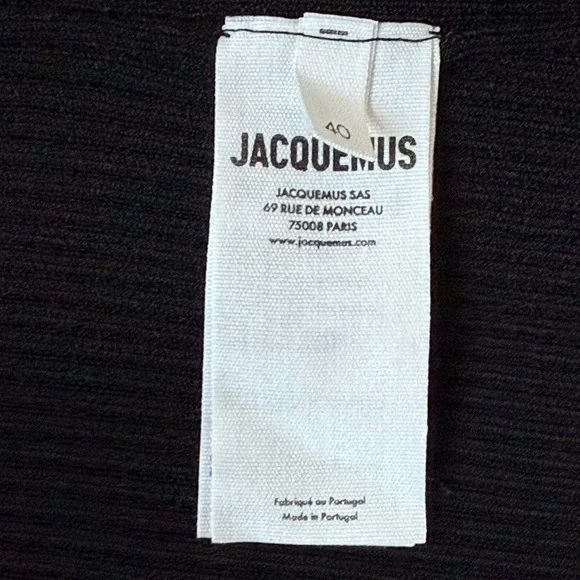 40
JACQUEMUS
JACQUEMUS SAS
69 RUE DE MONCEAU
75008 PARIS
www.jacquemus.com
Fabriqué au Portugal
Made in Portugal